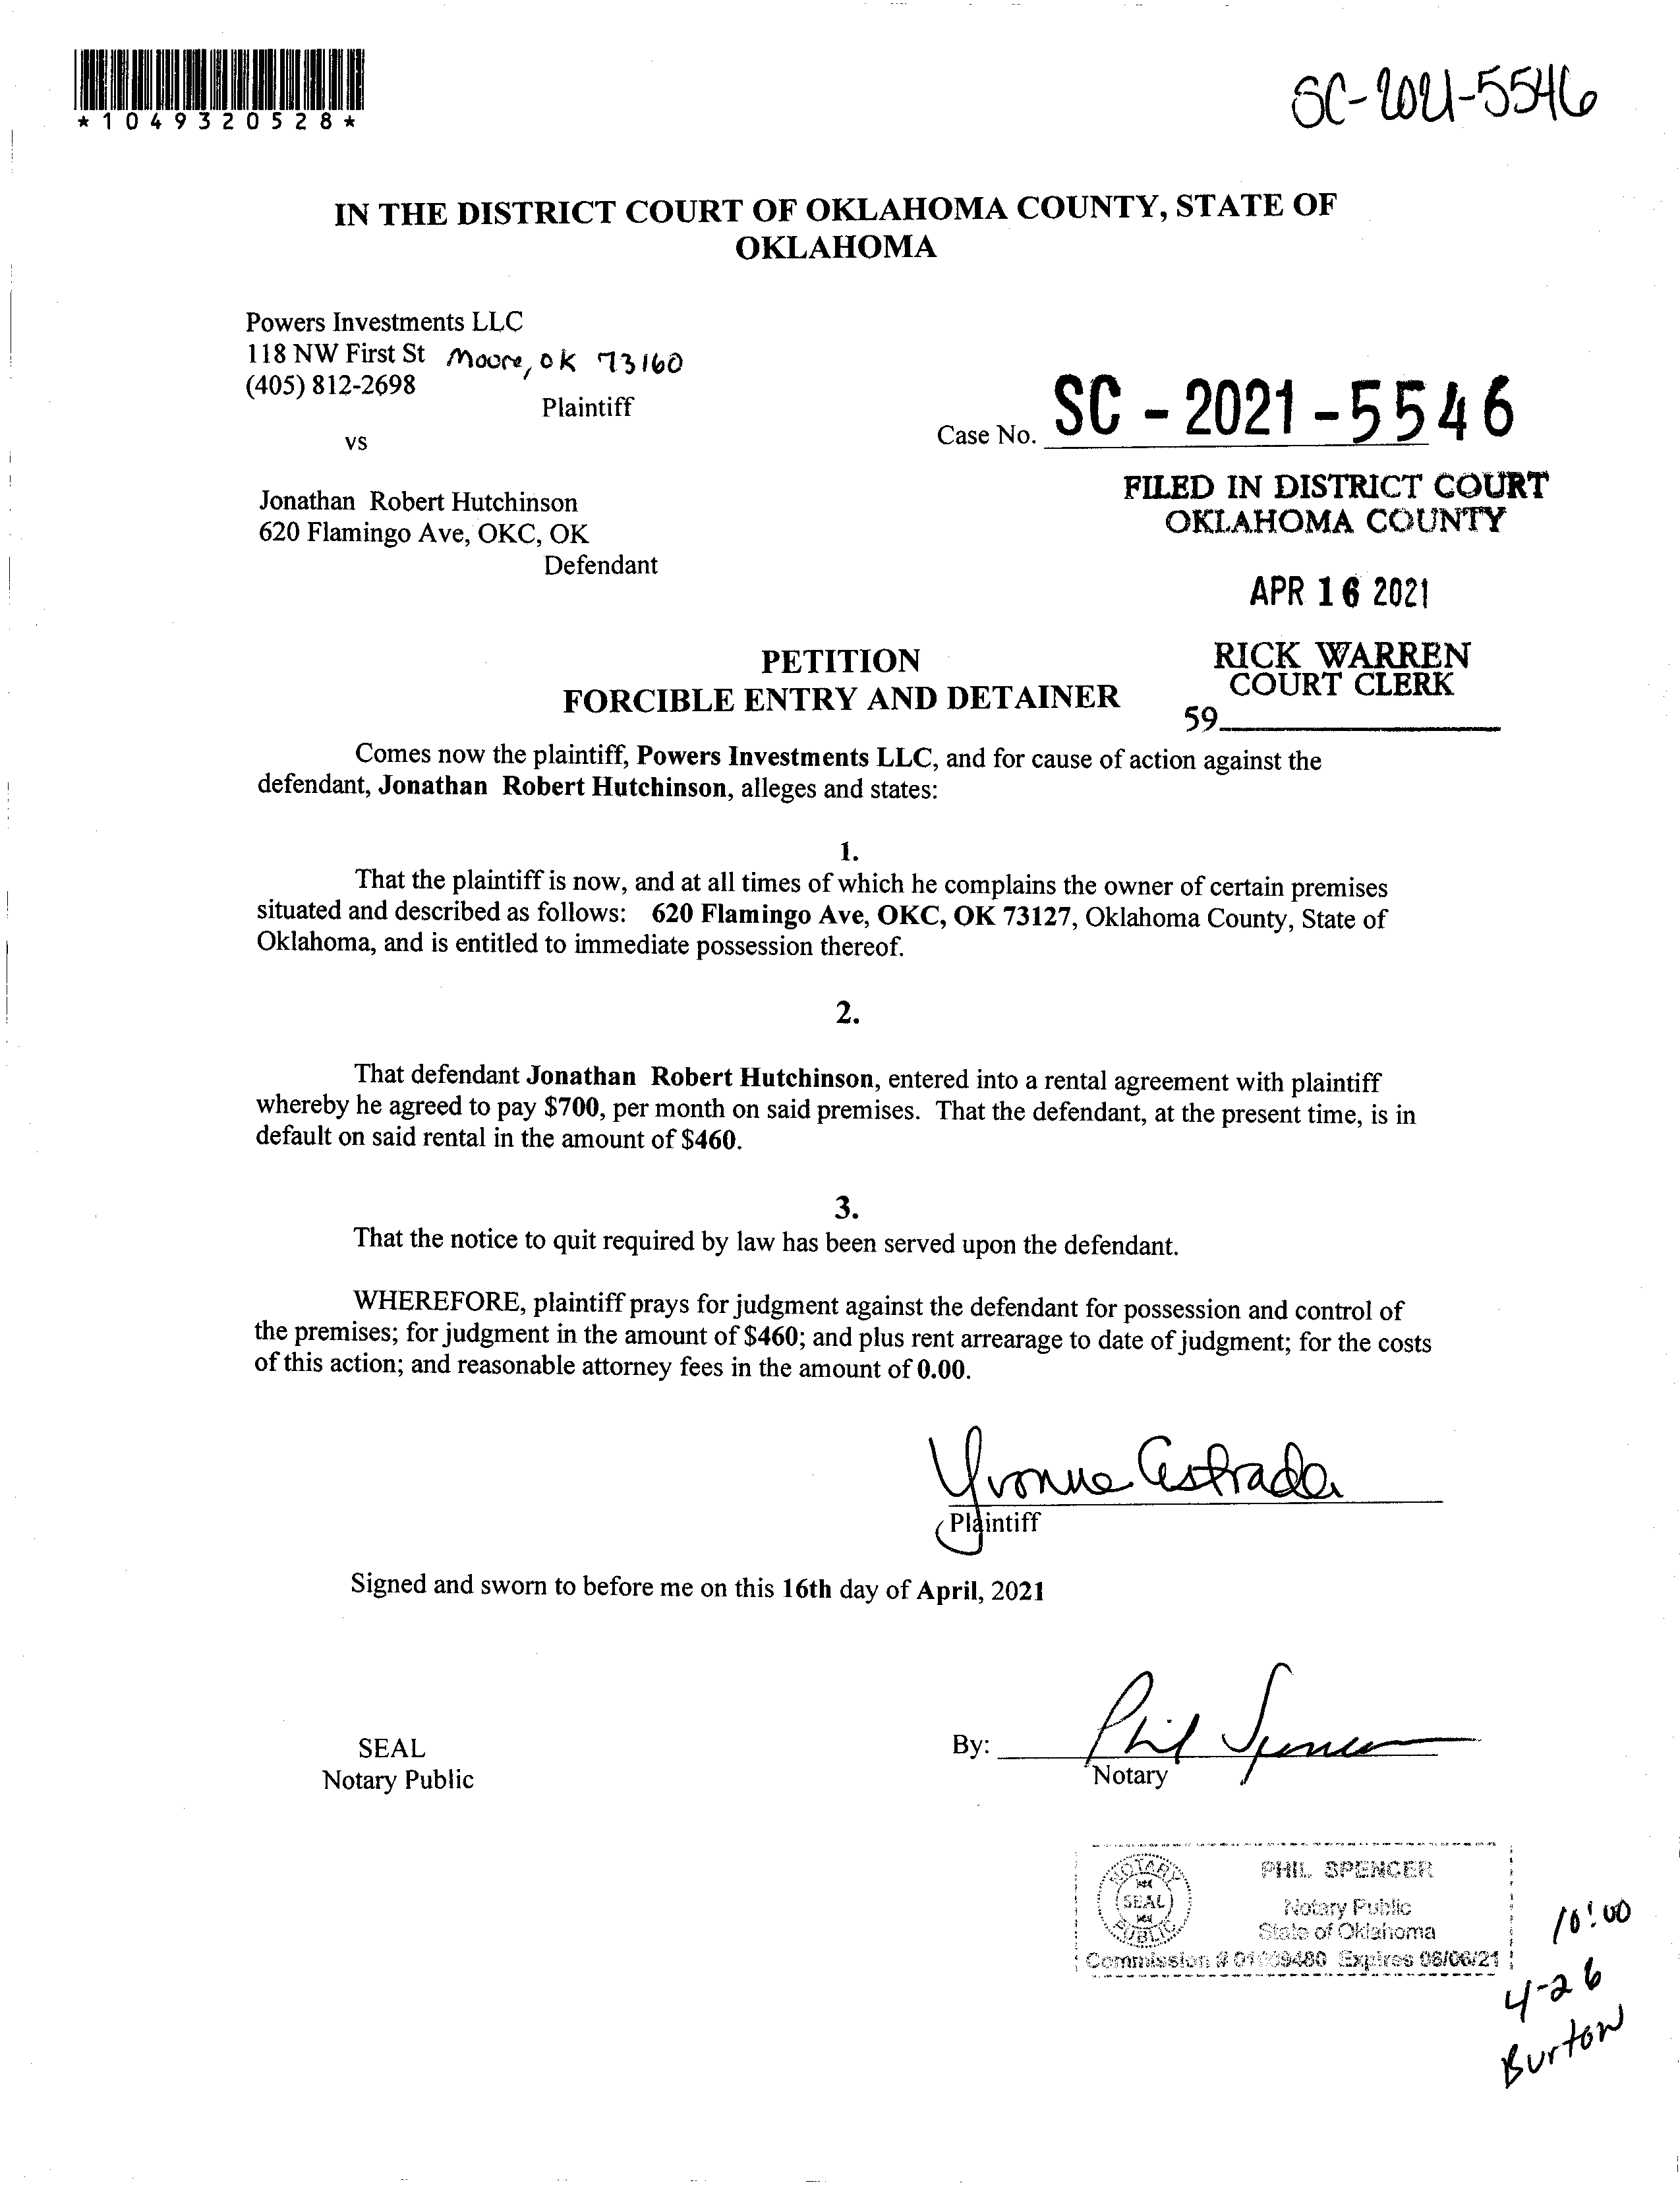 *1049320528*
SC-2021-5546
IN THE DISTRICT COURT OF OKLAHOMA COUNTY, STATE OF
OKLAHOMA
Powers Investments LLC
118 NW First St Moore, OK 73160
(405) 812-2698
Plaintiff
vs
Case No. SC - 2021 - 5546
Jonathan Robert Hutchinson
620 Flamingo Ave, OKC, OK
Defendant
FILED IN DISTRICT COURT
OKLAHOMA COUNTY
APR 16 2021
RICK WARREN
COURT CLERK
59
PETITION
FORCIBLE ENTRY AND DETAINER
Comes now the plaintiff, Powers Investments LLC, and for cause of action against the
defendant, Jonathan Robert Hutchinson, alleges and states:
1.
That the plaintiff is now, and at all times of which he complains the owner of certain premises
situated and described as follows: 620 Flamingo Ave, OKC, OK 73127, Oklahoma County, State of
Oklahoma, and is entitled to immediate possession thereof.
2.
That defendant Jonathan Robert Hutchinson, entered into a rental agreement with plaintiff
whereby he agreed to pay $700, per month on said premises. That the defendant, at the present time, is in
default on said rental in the amount of $460.
3.
That the notice to quit required by law has been served upon the defendant.
WHEREFORE, plaintiff prays for judgment against the defendant for possession and control of
the premises; for judgment in the amount of $460; and plus rent arrearage to date of judgment; for the costs
of this action; and reasonable attorney fees in the amount of 0.00.
Yvonne Estrada
Plaintiff
Signed and sworn to before me on this 16th day of April, 2021
SEAL
Notary Public
By: Phil Spencer
Notary
NOTARY
SEAL
PUBLIC
PHIL SPENCER
Notary Public
State of Oklahoma
Commission # Expires 08/06/21
10:00
4-26
Burton